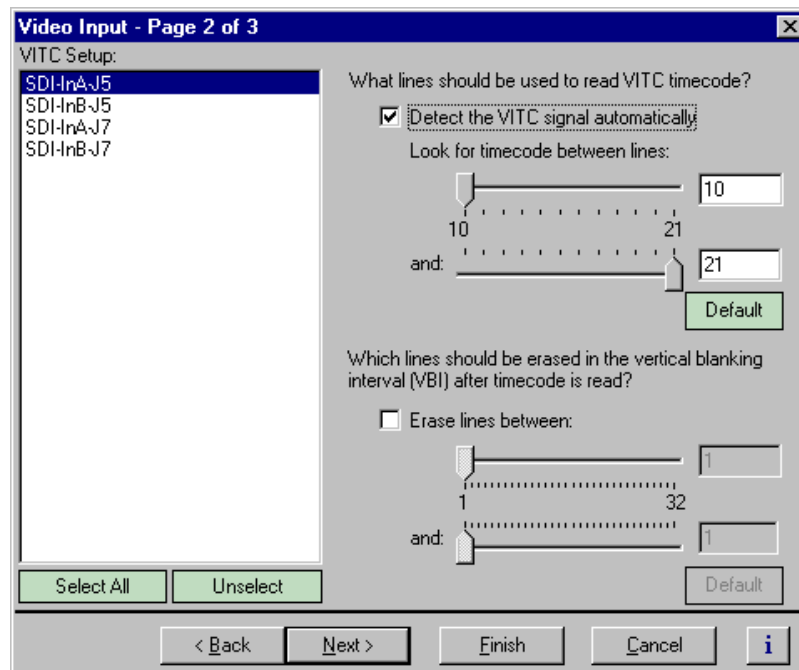 Video Input - Page 2 of 3
VITC Setup:
SDI-InA-J5
SDI-InB-J5
SDI-InA-J7
SDI-InB-J7
Select All
Unselect
What lines should be used to read VITC timecode?
Detect the VITC signal automatically
Look for timecode between lines:
10
10 21
and:
21
Default
Which lines should be erased in the vertical blanking
interval (VBI) after timecode is read?
Erase lines between:
1
1 32
and:
1
Default
< Back
Next >
Finish
Cancel
i